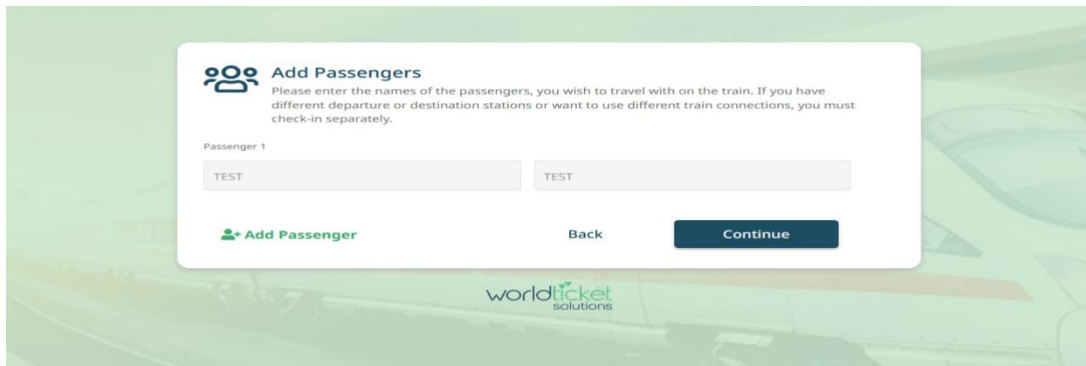 Add Passengers
Please enter the names of the passengers, you wish to travel with on the train. If you have
different departure or destination stations or want to use different train connections, you must
check-in separately.
Passenger 1
TEST TEST
Add Passenger Back Continue
worldticket
solutions